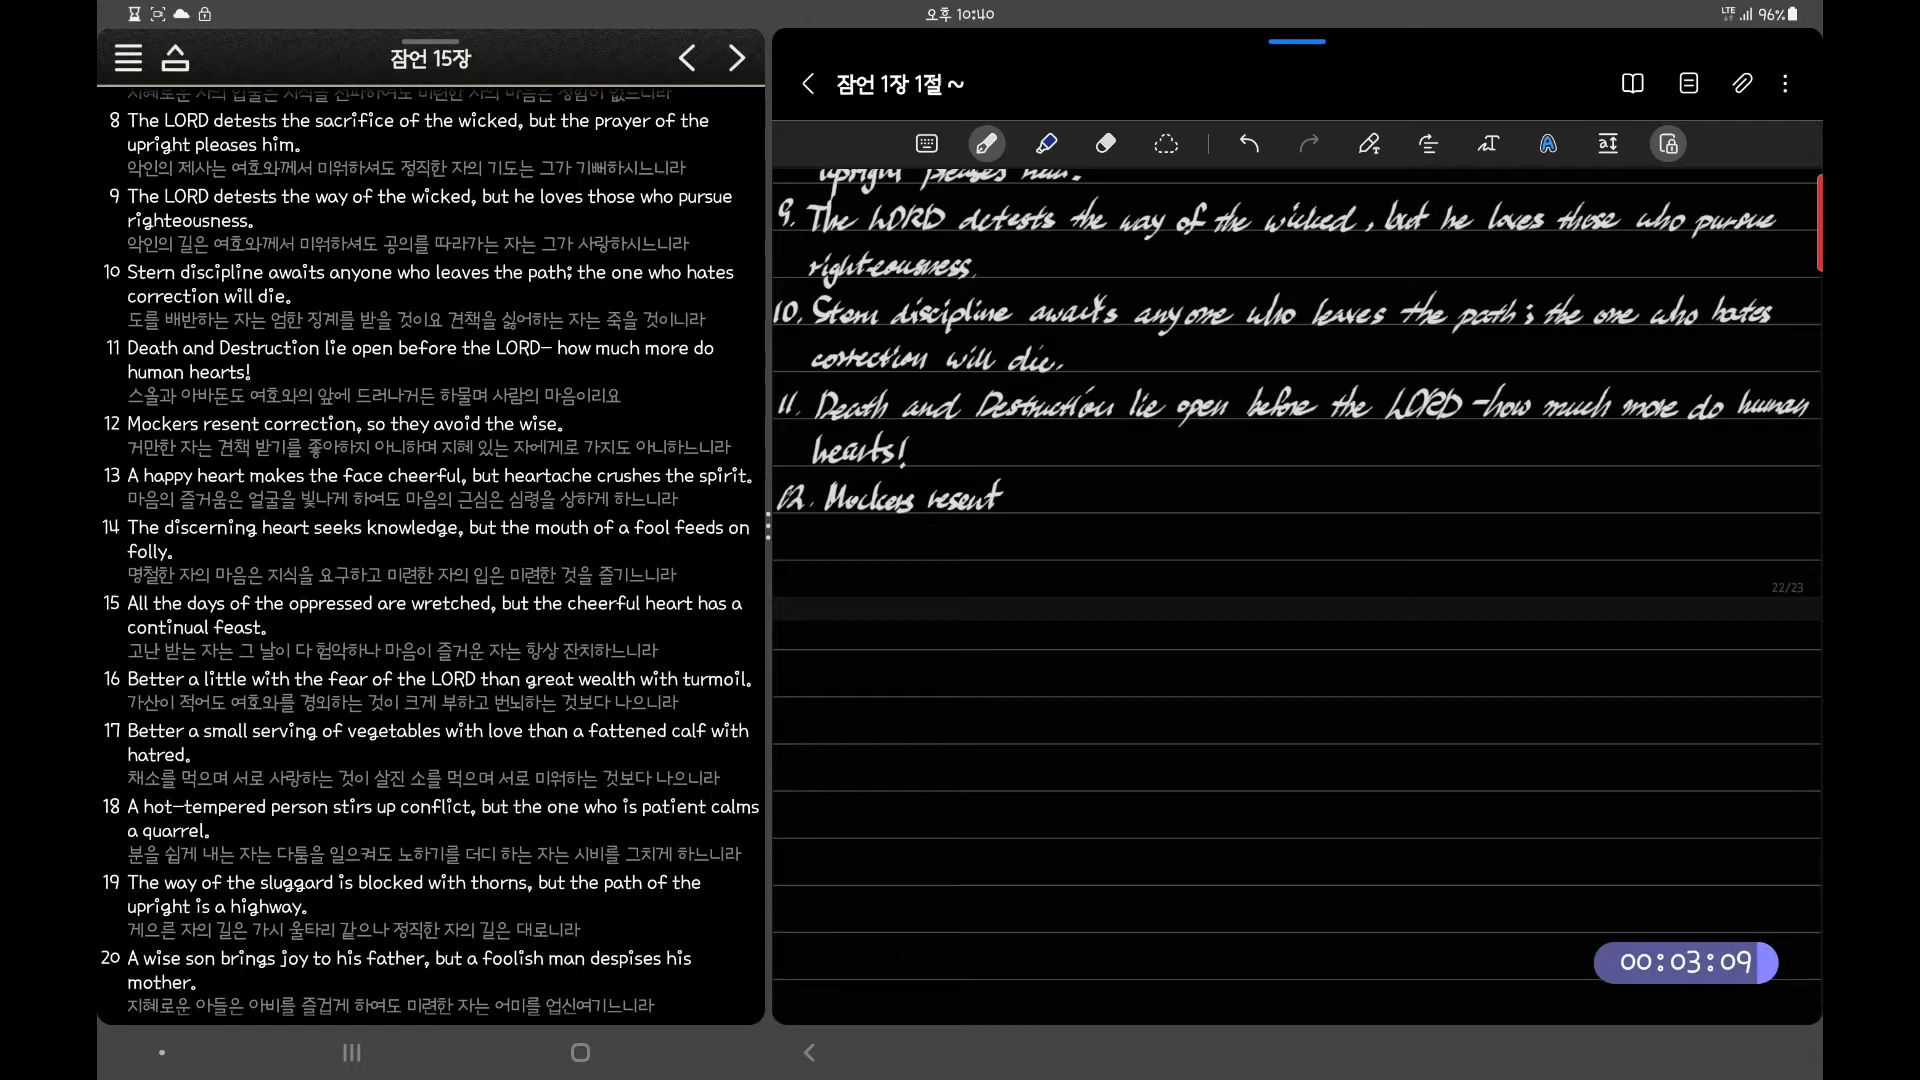 오후 10:40
LTE 96%
잠언 15장
8 The LORD detests the sacrifice of the wicked, but the prayer of the
upright pleases him.
악인의 제사는 여호와께서 미워하셔도 정직한 자의 기도는 그가 기뻐하시느니라
9 The LORD detests the way of the wicked, but he loves those who pursue
righteousness.
악인의 길은 여호와께서 미워하셔도 공의를 따라가는 자는 그가 사랑하시느니라
10 Stern discipline awaits anyone who leaves the path; the one who hates
correction will die.
도를 배반하는 자는 엄한 징계를 받을 것이요 견책을 싫어하는 자는 죽을 것이니라
11 Death and Destruction lie open before the LORD— how much more do
human hearts!
스올과 아바돈도 여호와의 앞에 드러나거든 하물며 사람의 마음이리요
12 Mockers resent correction, so they avoid the wise.
거만한 자는 견책 받기를 좋아하지 아니하며 지혜 있는 자에게로 가지도 아니하느니라
13 A happy heart makes the face cheerful, but heartache crushes the spirit.
마음의 즐거움은 얼굴을 빛나게 하여도 마음의 근심은 심령을 상하게 하느니라
14 The discerning heart seeks knowledge, but the mouth of a fool feeds on
folly.
명철한 자의 마음은 지식을 요구하고 미련한 자의 입은 미련한 것을 즐기느니라
15 All the days of the oppressed are wretched, but the cheerful heart has a
continual feast.
고난 받는 자는 그 날이 다 험악하나 마음이 즐거운 자는 항상 잔치하느니라
16 Better a little with the fear of the LORD than great wealth with turmoil.
가산이 적어도 여호와를 경외하는 것이 크게 부하고 번뇌하는 것보다 나으니라
17 Better a small serving of vegetables with love than a fattened calf with
hatred.
채소를 먹으며 서로 사랑하는 것이 살진 소를 먹으며 서로 미워하는 것보다 나으니라
18 A hot-tempered person stirs up conflict, but the one who is patient calms
a quarrel.
분을 쉽게 내는 자는 다툼을 일으켜도 노하기를 더디 하는 자는 시비를 그치게 하느니라
19 The way of the sluggard is blocked with thorns, but the path of the
upright is a highway.
게으른 자의 길은 가시 울타리 같으나 정직한 자의 길은 대로니라
20 A wise son brings joy to his father, but a foolish man despises his
mother.
지혜로운 아들은 아비를 즐겁게 하여도 미련한 자는 어미를 업신여기느니라
잠언 1장 1절 ~
upright pleases him.
9. The LORD detests the way of the wicked, but he loves those who pursue
righteousness.
10. Stern discipline awaits anyone who leaves the path; the one who hates
correction will die.
11. Death and Destruction lie open before the LORD -how much more do human
hearts!
12. Mockers resent
22/23
00:03:09